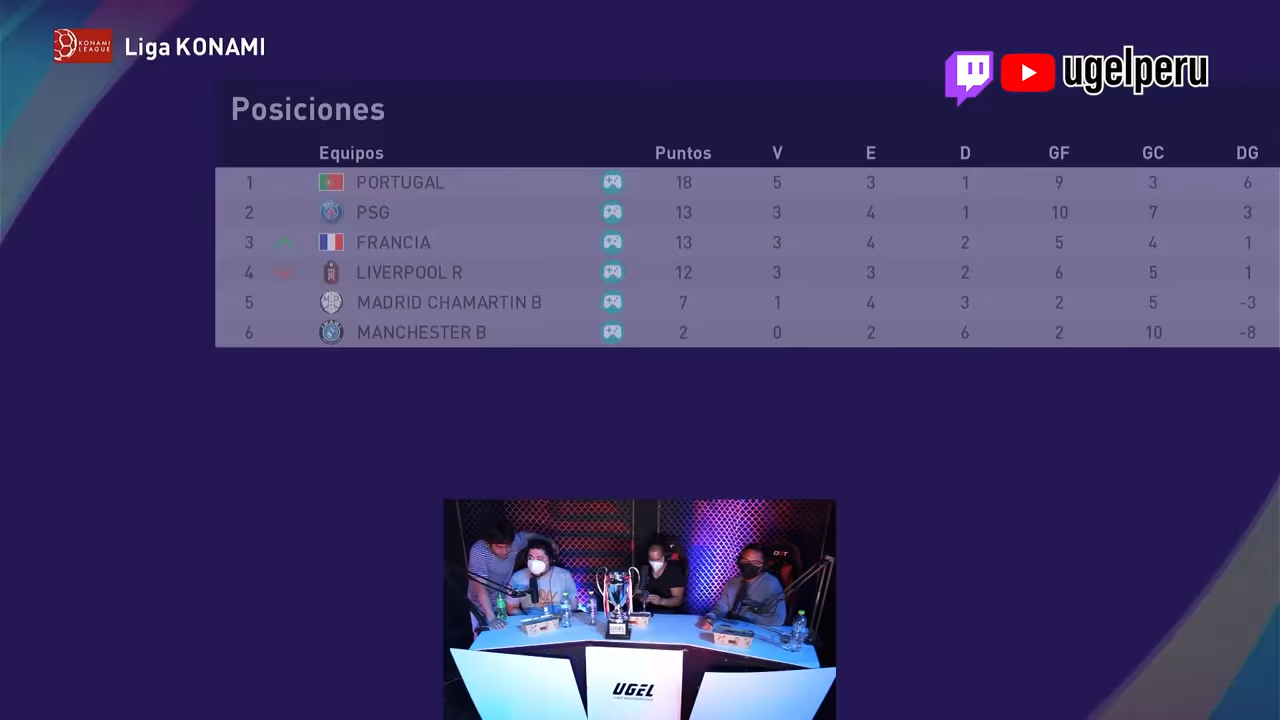 KONAMI LEAGUE
Liga KONAMI
ugelperu
Posiciones
Equipos Puntos V E D GF GC DG
1 PORTUGAL 18 5 3 1 9 3 6
2 PSG 13 3 4 1 10 7 3
3 FRANCIA 13 3 4 2 5 4 1
4 LIVERPOOL R 12 3 3 2 6 5 1
5 MADRID CHAMARTIN B 7 1 4 3 2 5 -3
6 MANCHESTER B 2 0 2 6 2 10 -8
UGEL
UGEL